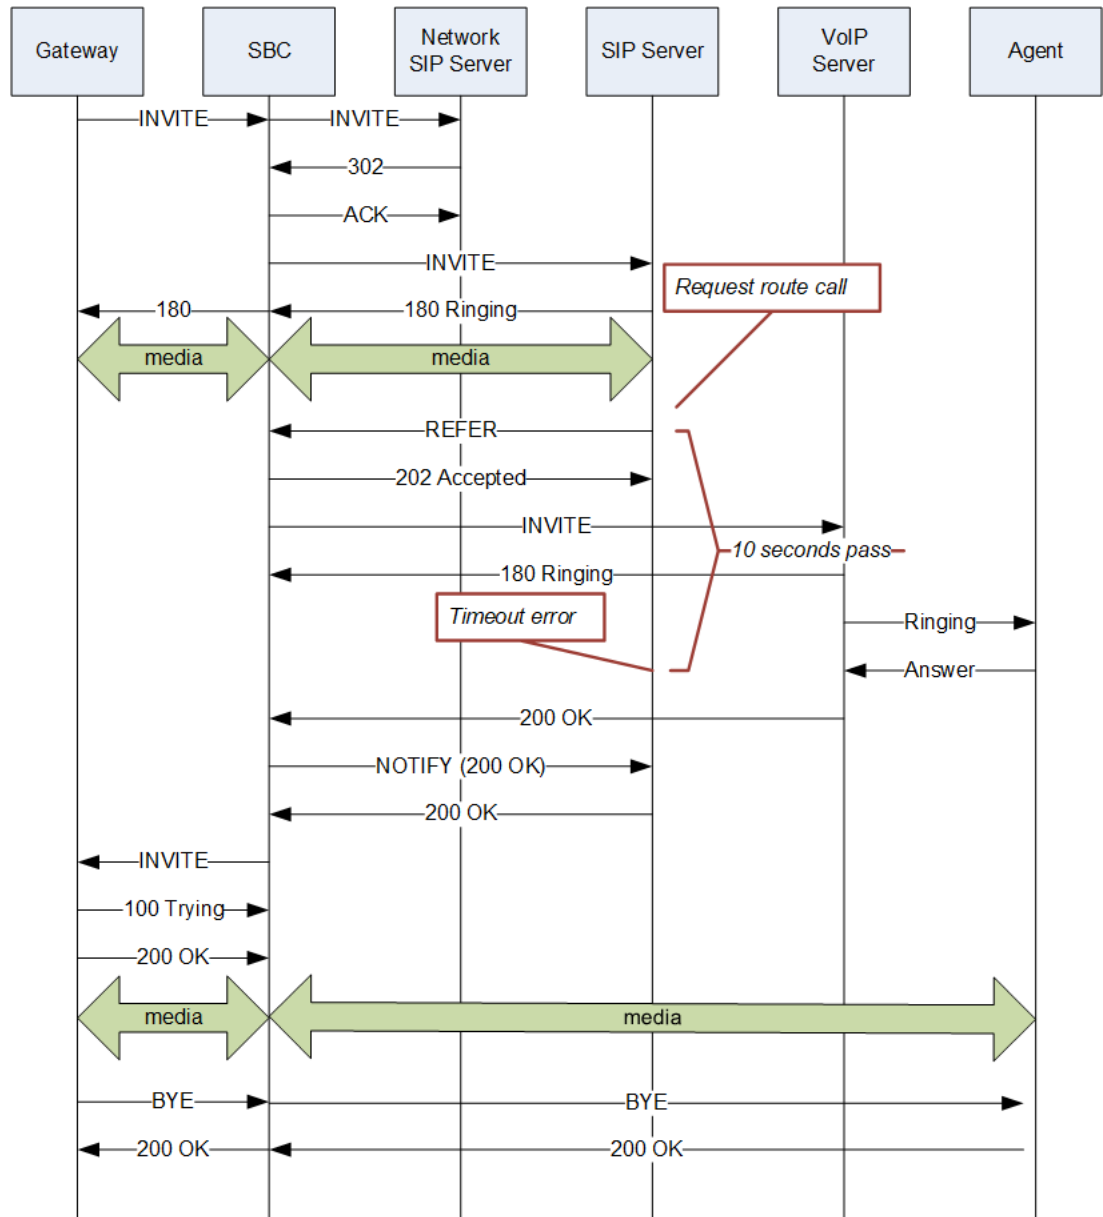 Gateway
SBC
Network
SIP Server
SIP Server
VoIP
Server
Agent
INVITE
INVITE
302
ACK
INVITE
Request route call
180
180 Ringing
media
media
REFER
202 Accepted
INVITE
10 seconds pass
180 Ringing
Timeout error
Ringing
Answer
200 OK
NOTIFY (200 OK)
200 OK
INVITE
100 Trying
200 OK
media
media
BYE
BYE
200 OK
200 OK